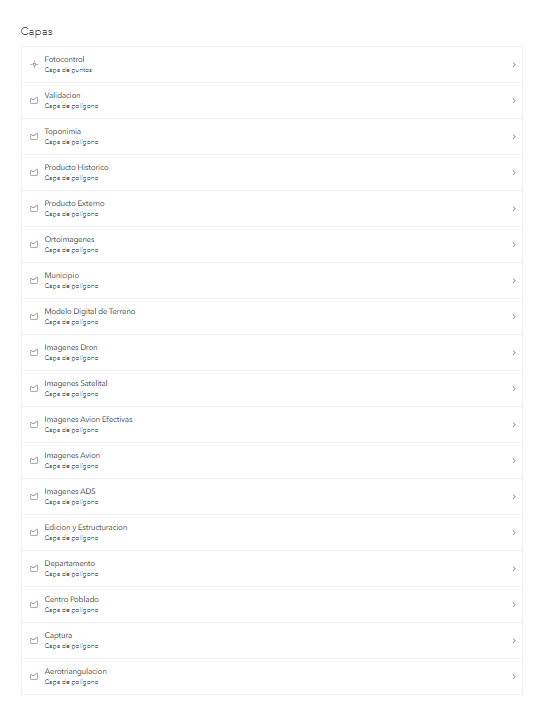 Capas
Fotocontrol
Capa de puntos
Validacion
Capa de polígono
Toponimia
Capa de polígono
Producto Historico
Capa de polígono
Producto Externo
Capa de polígono
Ortoimagenes
Capa de polígono
Municipio
Capa de polígono
Modelo Digital de Terreno
Capa de polígono
Imagenes Dron
Capa de polígono
Imagenes Satelital
Capa de polígono
Imagenes Avion Efectivas
Capa de polígono
Imagenes Avion
Capa de polígono
Imagenes ADS
Capa de polígono
Edicion y Estructuracion
Capa de polígono
Departamento
Capa de polígono
Centro Poblado
Capa de polígono
Captura
Capa de polígono
Aerotriangulacion
Capa de polígono